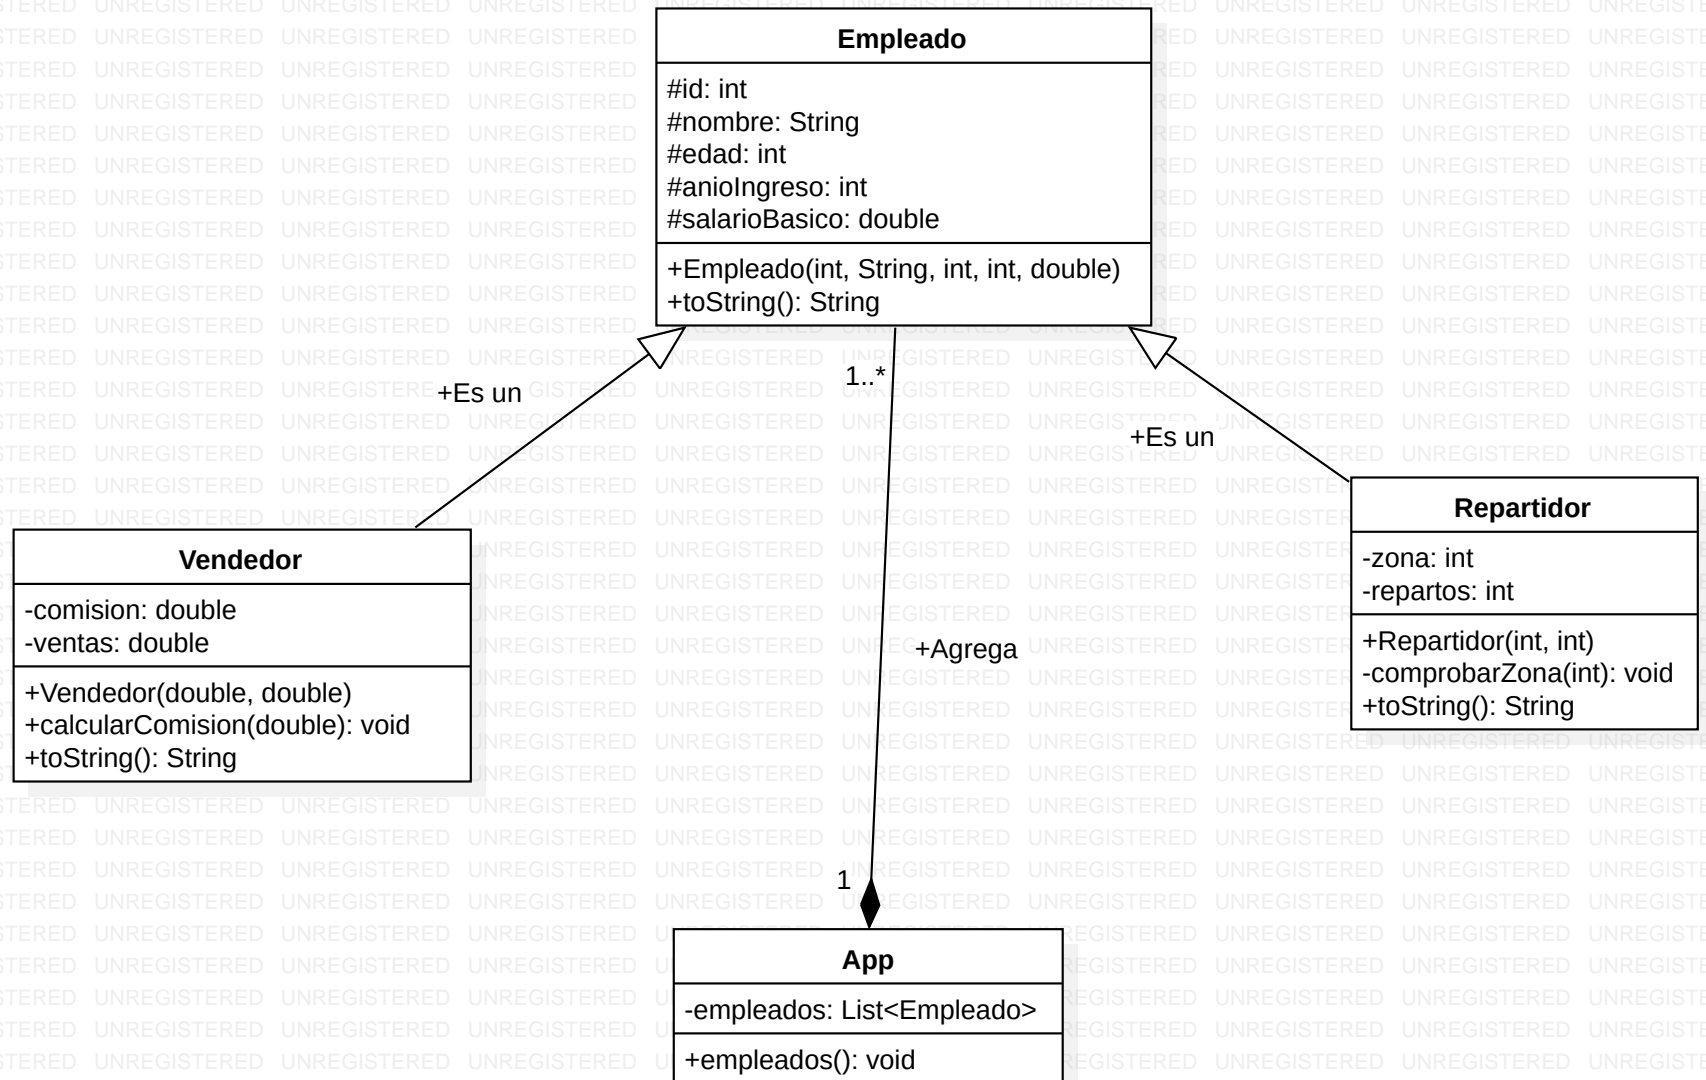 Empleado
#id: int
#nombre: String
#edad: int
#anioIngreso: int
#salarioBasico: double
+Empleado(int, String, int, int, double)
+toString(): String
+Es un
1..*
+Es un
Vendedor
-comision: double
-ventas: double
+Vendedor(double, double)
+calcularComision(double): void
+toString(): String
+Agrega
Repartidor
-zona: int
-repartos: int
+Repartidor(int, int)
-comprobarZona(int): void
+toString(): String
1
App
-empleados: List<Empleado>
+empleados(): void
UNREGISTERED